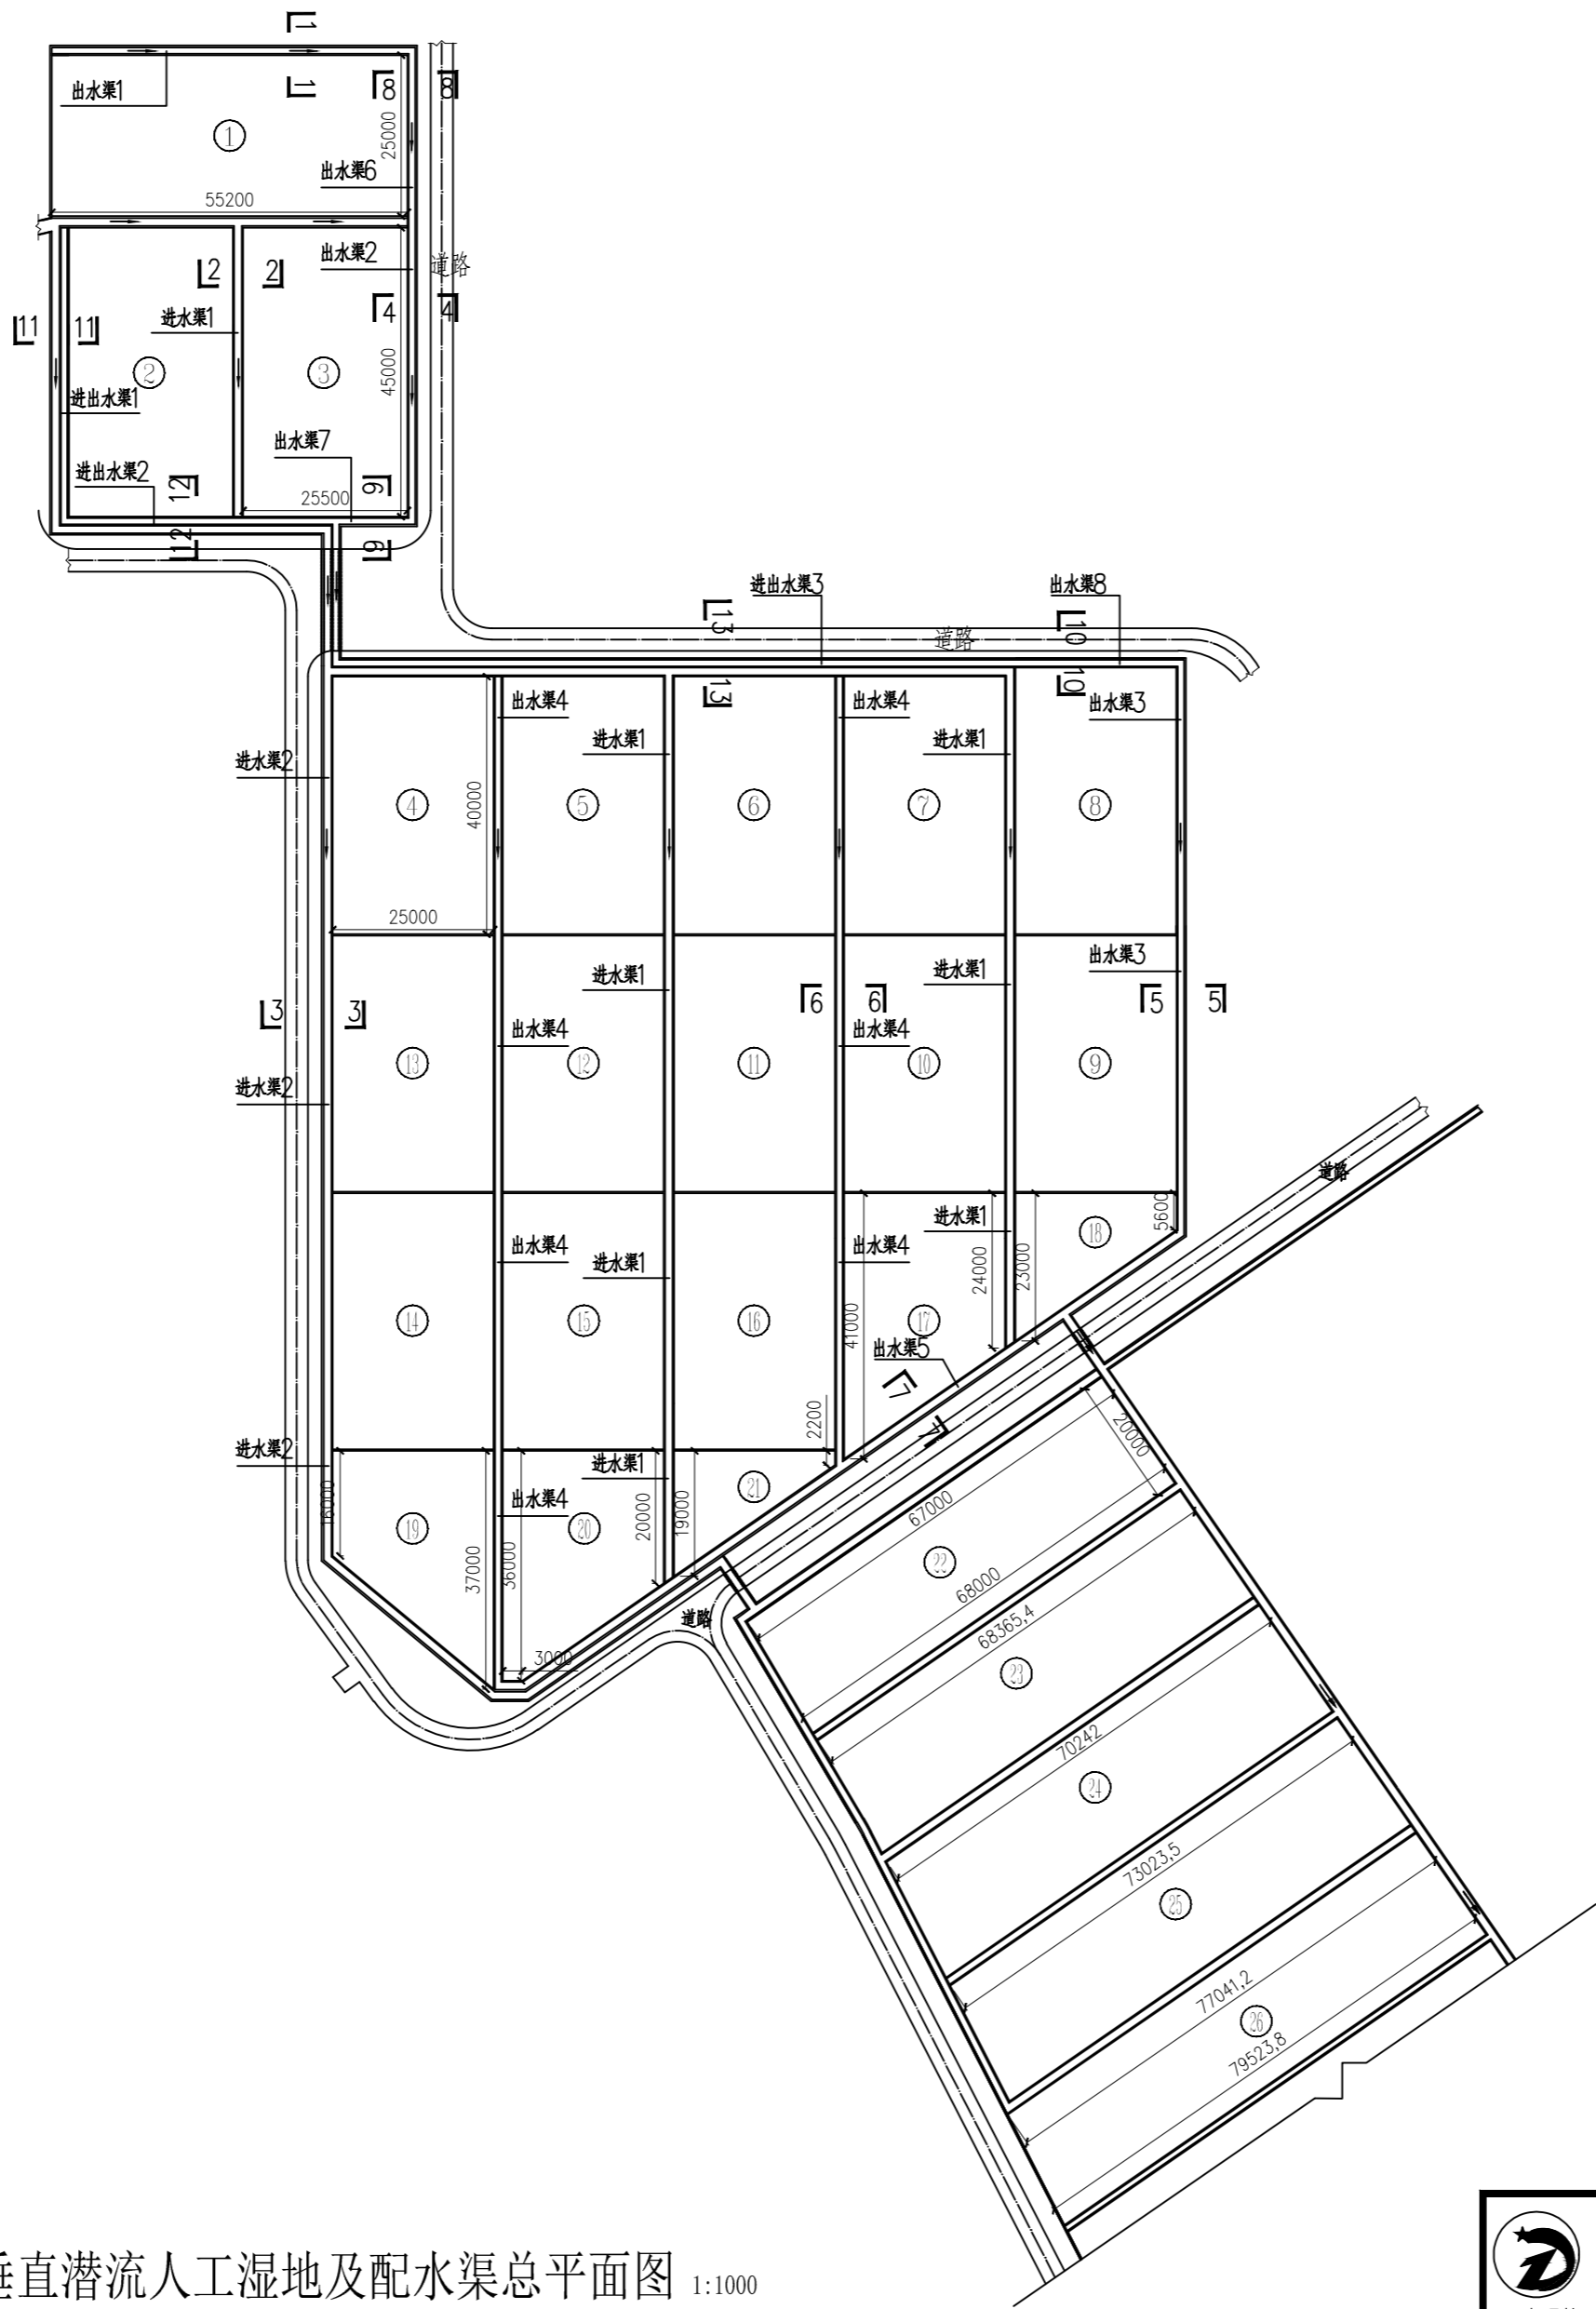 1
1
8
8
出水渠1
①
25000
出水渠6
55200
出水渠2
道路
2
2
4
4
11
11
进水渠1
②
③
45000
进出水渠1
出水渠7
进出水渠2
12
9
25500
12
9
进出水渠3
出水渠8
13
10
道路
13
10
出水渠4
出水渠4
出水渠3
进水渠1
进水渠1
进水渠2
④
40000
⑤
⑥
⑦
⑧
25000
出水渠3
进水渠1
进水渠1
3
3
6
6
5
5
出水渠4
出水渠4
⑬
⑫
⑪
⑩
⑨
进水渠2
道路
5600
进水渠1
⑱
出水渠4
进水渠1
出水渠4
24000
23000
⑭
⑮
⑯
41000
⑰
出水渠5
7
7
2200
20000
进水渠2
进水渠1
㉑
16000
出水渠4
20000
19000
67000
⑲
⑳
37000
36000
㉒
68000
道路
68365,4
3000
㉓
70242
㉔
73023,5
㉕
77041,2
㉖
79523,8
垂直潜流人工湿地及配水渠总平面图 1:1000